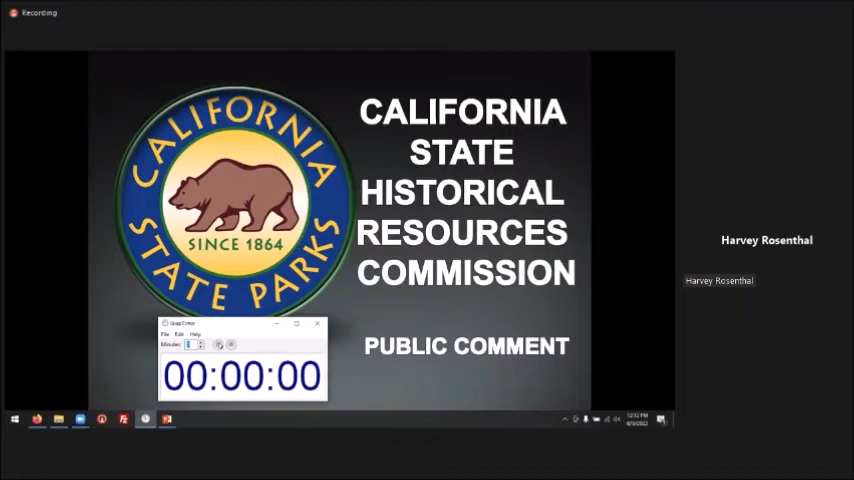 Recording
CALIFORNIA
STATE PARKS
SINCE 1864
CALIFORNIA
STATE
HISTORICAL
RESOURCES
COMMISSION
PUBLIC COMMENT
SnapTimer
File Edit Help
Minutes:
00:00:00
Harvey Rosenthal
Harvey Rosenthal